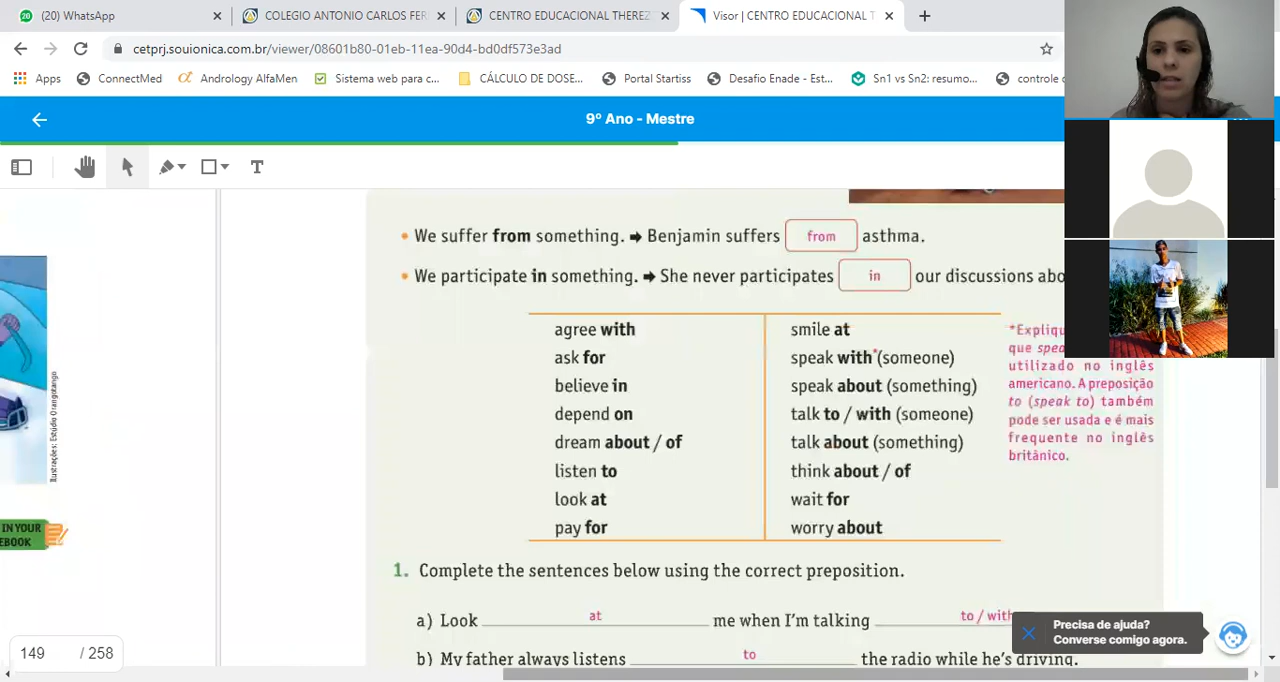 20
(20) WhatsApp
COLEGIO ANTONIO CARLOS FER
CENTRO EDUCACIONAL THEREZ
Visor | CENTRO EDUCACIONAL T
cetprj.souionica.com.br/viewer/08601b80-01eb-11ea-90d4-bd0df573e3ad
Apps
ConnectMed
Andrology AlfaMen
Sistema web para c...
CÁLCULO DE DOSE...
Portal Startiss
Desafio Enade - Est...
Sn1 vs Sn2: resumo...
controle
9º Ano - Mestre
T
• We suffer from something. ➡ Benjamin suffers from asthma.
• We participate in something. ➡ She never participates in our discussions abo
agree with
ask for
believe in
depend on
dream about / of
listen to
look at
pay for
smile at
speak with* (someone)
speak about (something)
talk to / with (someone)
talk about (something)
think about / of
wait for
worry about
*Expliqu
que spea
utilizado no inglês
americano. A preposição
to (speak to) também
pode ser usada e é mais
frequente no inglês
britânico.
Ilustrações: Estúdio Orangotango
IN YOUR
EBOOK
1. Complete the sentences below using the correct preposition.
a) Look at me when I'm talking to / with
b) My father always listens to the radio while he's driving.
149 / 258
Precisa de ajuda?
Converse comigo agora.